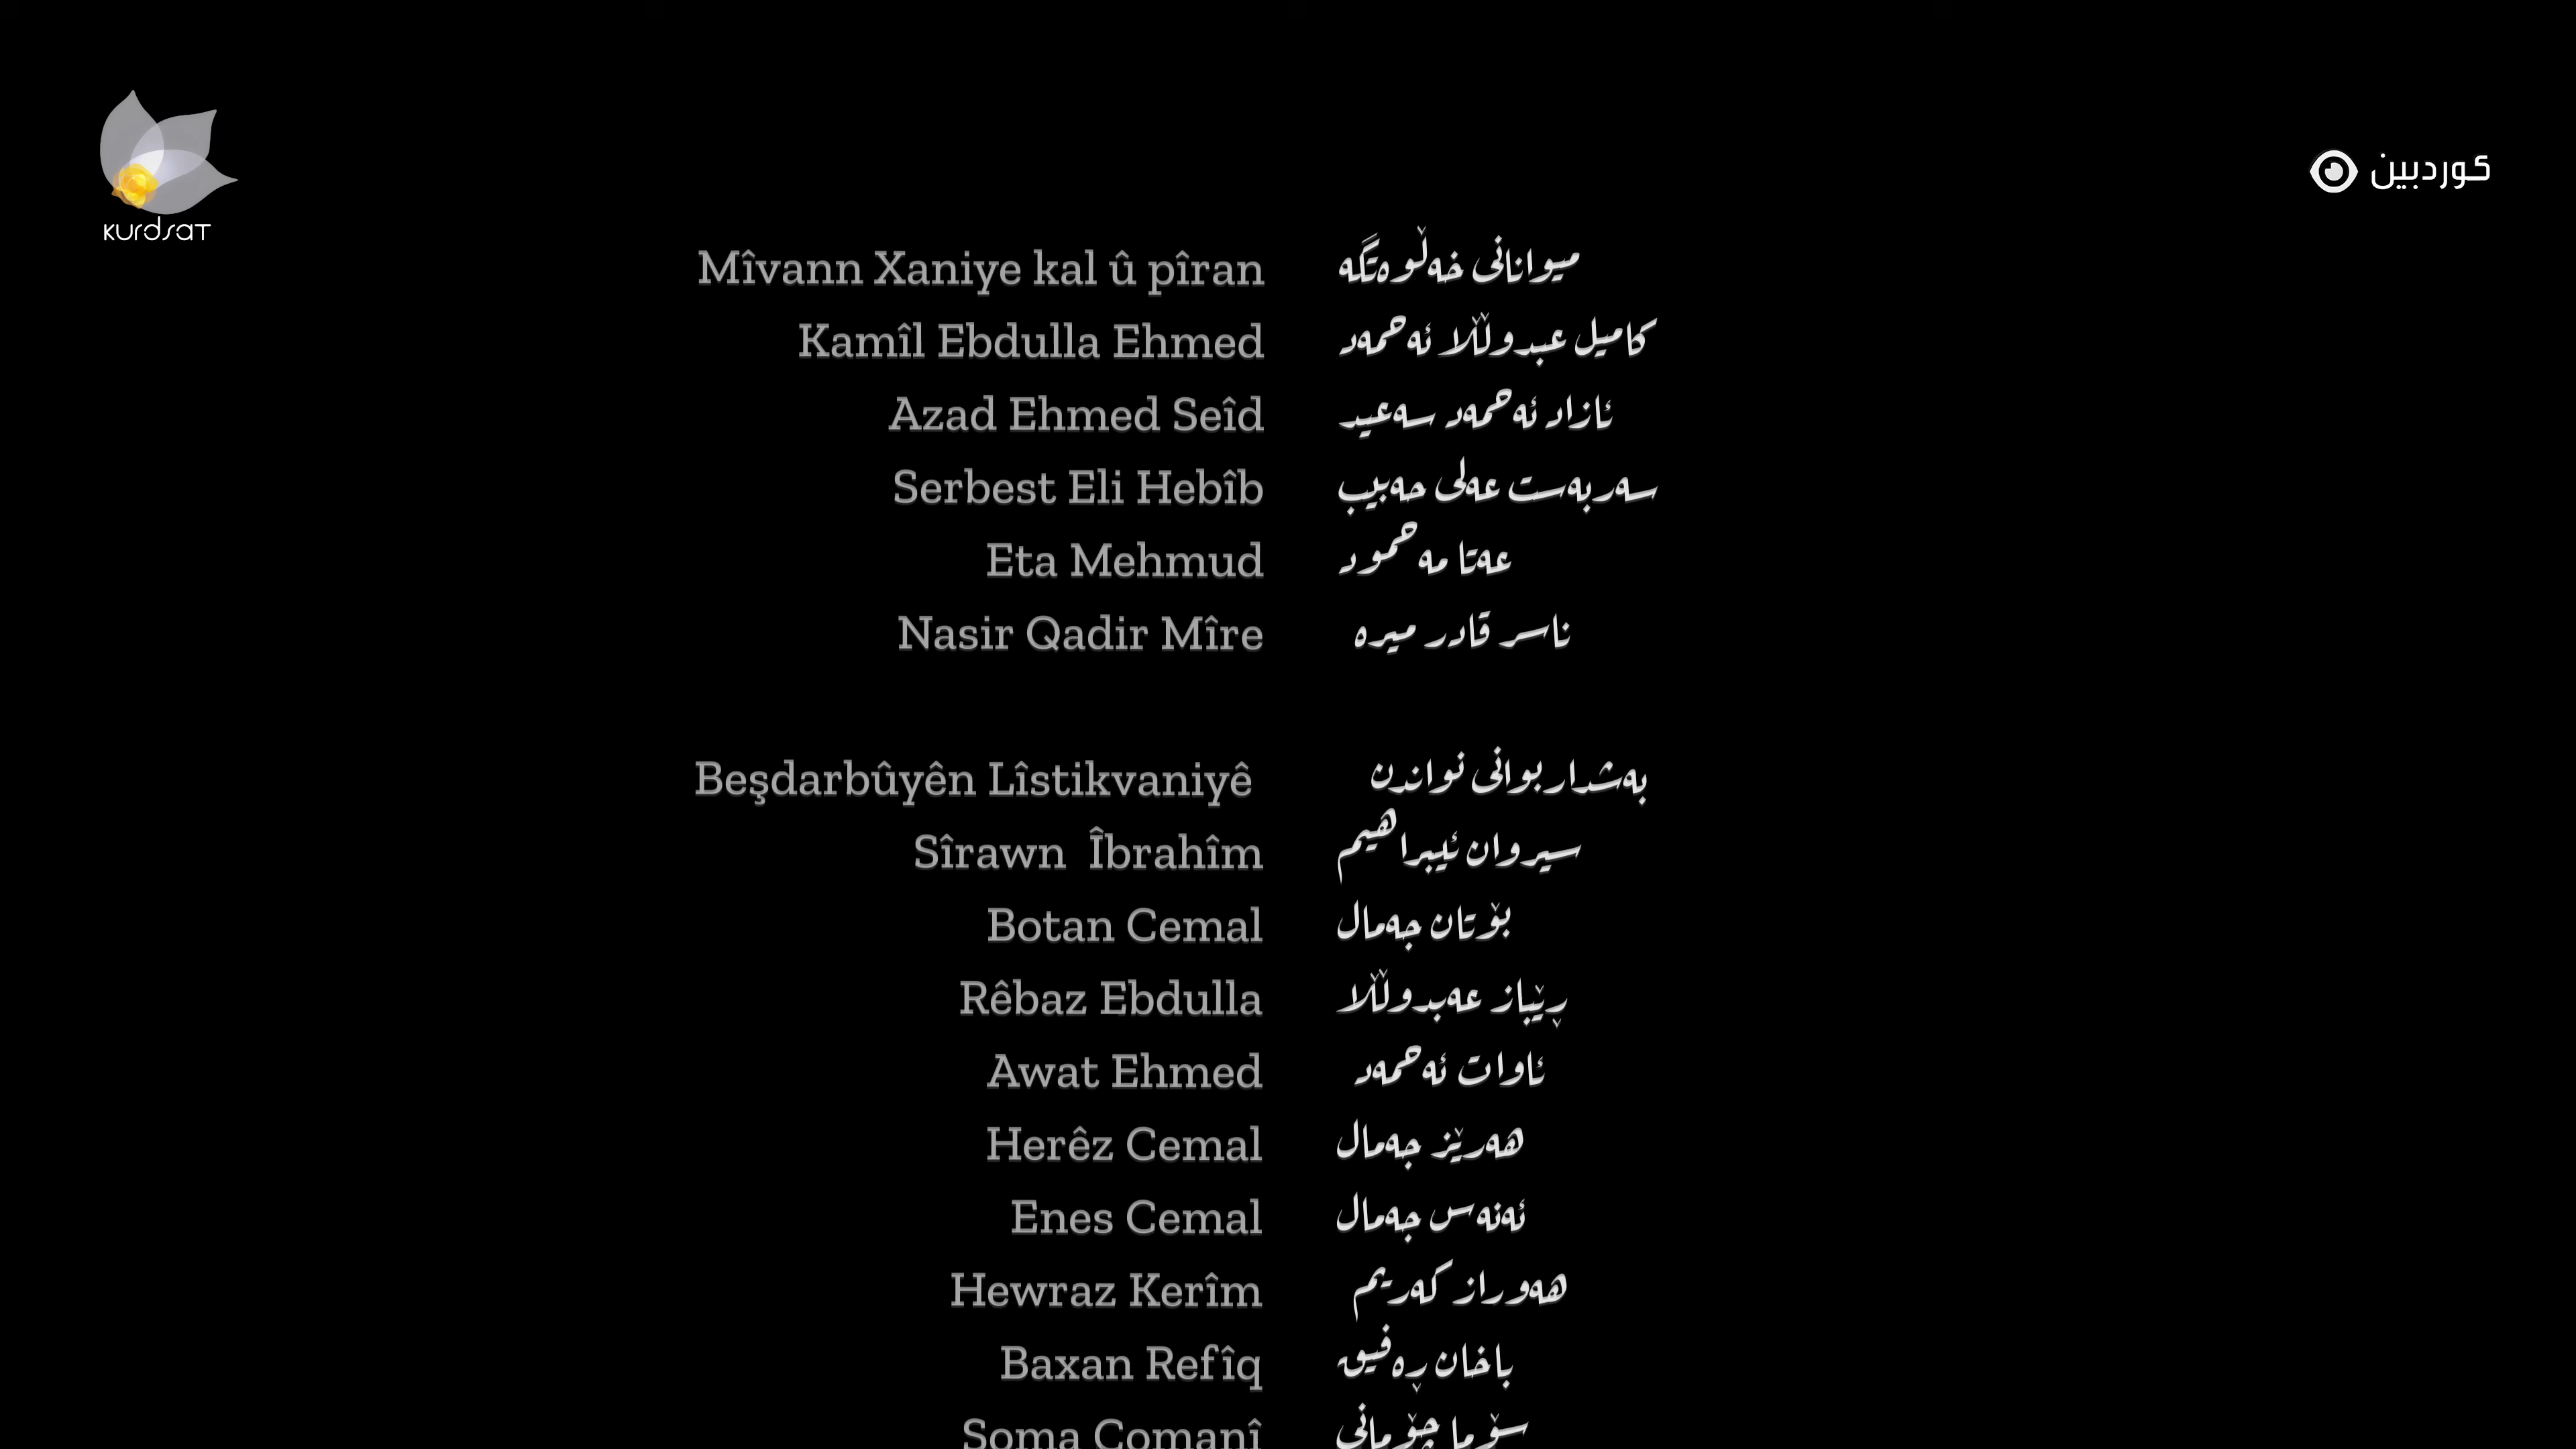 kurdsat
کوردبین
Mîvann Xaniye kal û pîran میوانانی خەڵوەتگە
Kamîl Ebdulla Ehmed کامیل عبدوڵڵا ئەحمەد
Azad Ehmed Seîd ئازاد ئەحمەد سەعید
Serbest Eli Hebîb سەربەست عەلی حەبیب
Eta Mehmud عەتا مەحمود
Nasir Qadir Mîre ناسر قادر میرە
Beşdarbûyên Lîstikvaniyê بەشداربوانی نواندن
Sîrawn Îbrahîm سیروان ئیبراهیم
Botan Cemal بۆتان جەمال
Rêbaz Ebdulla ڕێباز عەبدوڵڵا
Awat Ehmed ئاوات ئەحمەد
Herêz Cemal هەرێز جەمال
Enes Cemal ئەنەس جەمال
Hewraz Kerîm هەوراز کەریم
Baxan Refîq باخان ڕەفیق
Soma Comanî سۆما چۆمانی